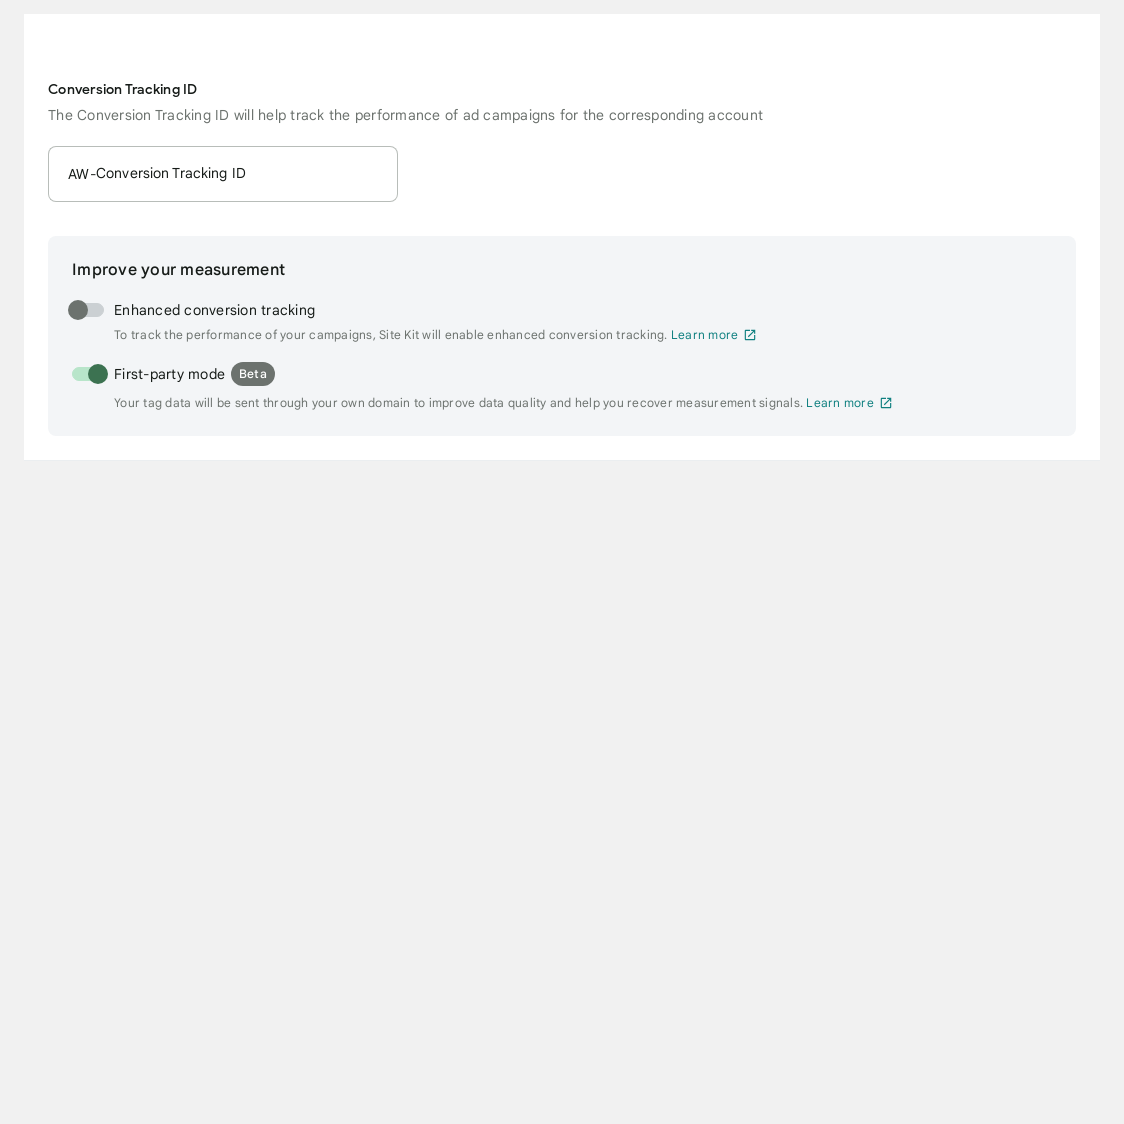 Conversion Tracking ID
The Conversion Tracking ID will help track the performance of ad campaigns for the corresponding account
AW-Conversion Tracking ID
Improve your measurement
Enhanced conversion tracking
To track the performance of your campaigns, Site Kit will enable enhanced conversion tracking. Learn more
First-party mode Beta
Your tag data will be sent through your own domain to improve data quality and help you recover measurement signals. Learn more